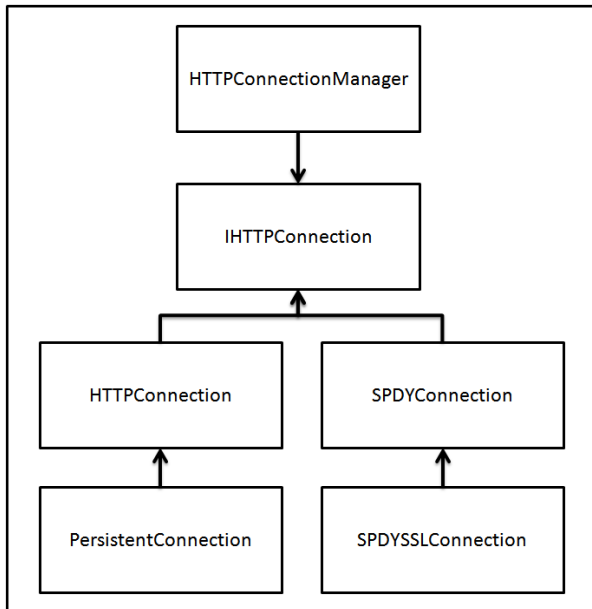 HTTPConnectionManager
IHTTPConnection
HTTPConnection
SPDYConnection
PersistentConnection
SPDYSSLConnection